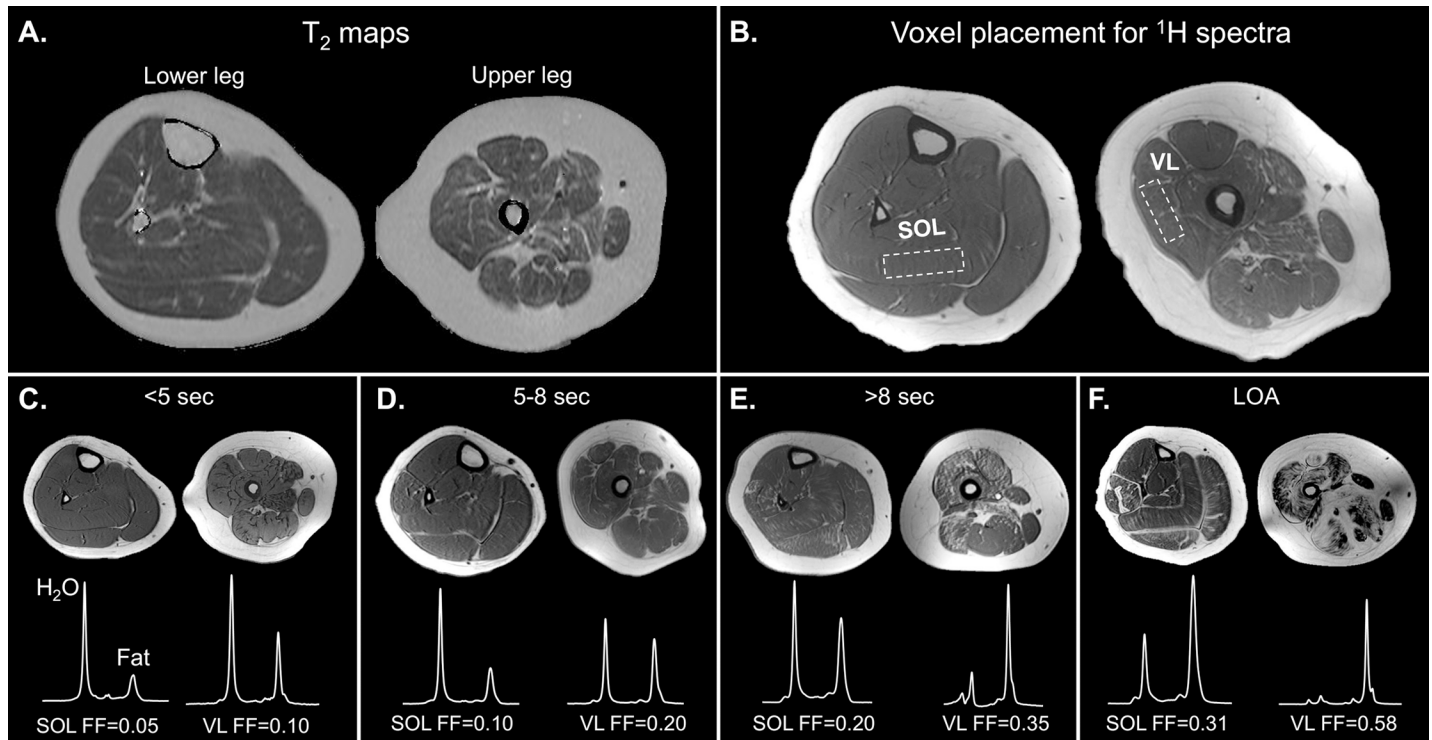 A.
T₂ maps
Lower leg
Upper leg
B.
Voxel placement for ¹H spectra
VL
SOL
C.
<5 sec
H₂O
Fat
SOL FF=0.05
VL FF=0.10
D.
5-8 sec
SOL FF=0.10
VL FF=0.20
E.
>8 sec
SOL FF=0.20
VL FF=0.35
F.
LOA
SOL FF=0.31
VL FF=0.58